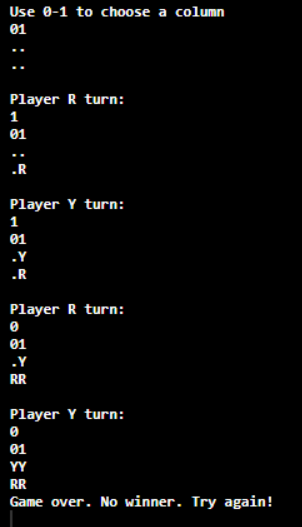 Use 0-1 to choose a column
01
..
..
Player R turn:
1
01
..
.R
Player Y turn:
1
01
.Y
.R
Player R turn:
0
01
.Y
RR
Player Y turn:
0
01
YY
RR
Game over. No winner. Try again!